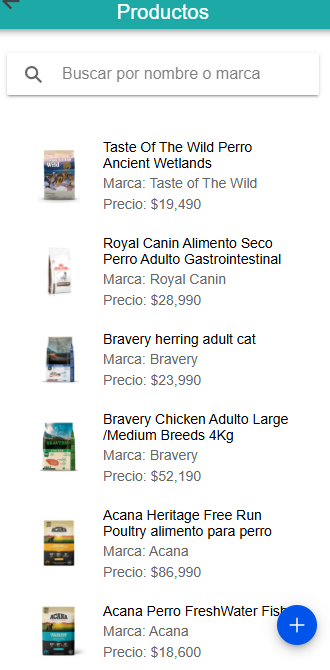 Productos
Buscar por nombre o marca
Taste Of The Wild Perro
Ancient Wetlands
Marca: Taste of The Wild
Precio: $19,490
Royal Canin Alimento Seco
Perro Adulto Gastrointestinal
Marca: Royal Canin
Precio: $28,990
Bravery herring adult cat
Marca: Bravery
Precio: $23,990
Bravery Chicken Adulto Large
/Medium Breeds 4Kg
Marca: Bravery
Precio: $52,190
Acana Heritage Free Run
Poultry alimento para perro
Marca: Acana
Precio: $86,990
Acana Perro FreshWater Fish
Marca: Acana
Precio: $18,600